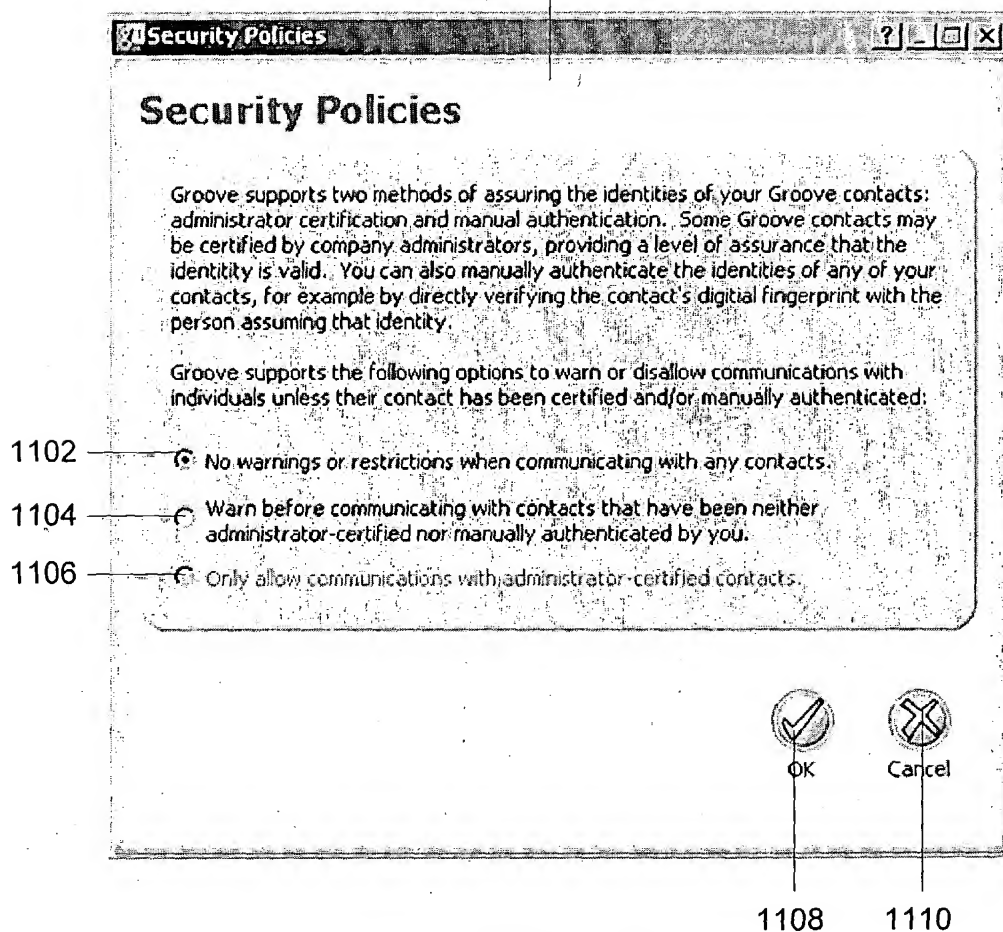 Security Policies
Security Policies
Groove supports two methods of assuring the identities of your Groove contacts:
administrator certification and manual authentication. Some Groove contacts may
be certified by company administrators, providing a level of assurance that the
identitity is valid. You can also manually authenticate the identities of any of your
contacts, for example by directly verifying the contact's digitial fingerprint with the
person assuming that identity.
Groove supports the following options to warn or disallow communications with
individuals unless their contact has been certified and/or manually authenticated:
1102
No warnings or restrictions when communicating with any contacts.
1104
Warn before communicating with contacts that have been neither
administrator-certified nor manually authenticated by you.
1106
Only allow communications with administrator-certified contacts.
OK
Cancel
1108
1110